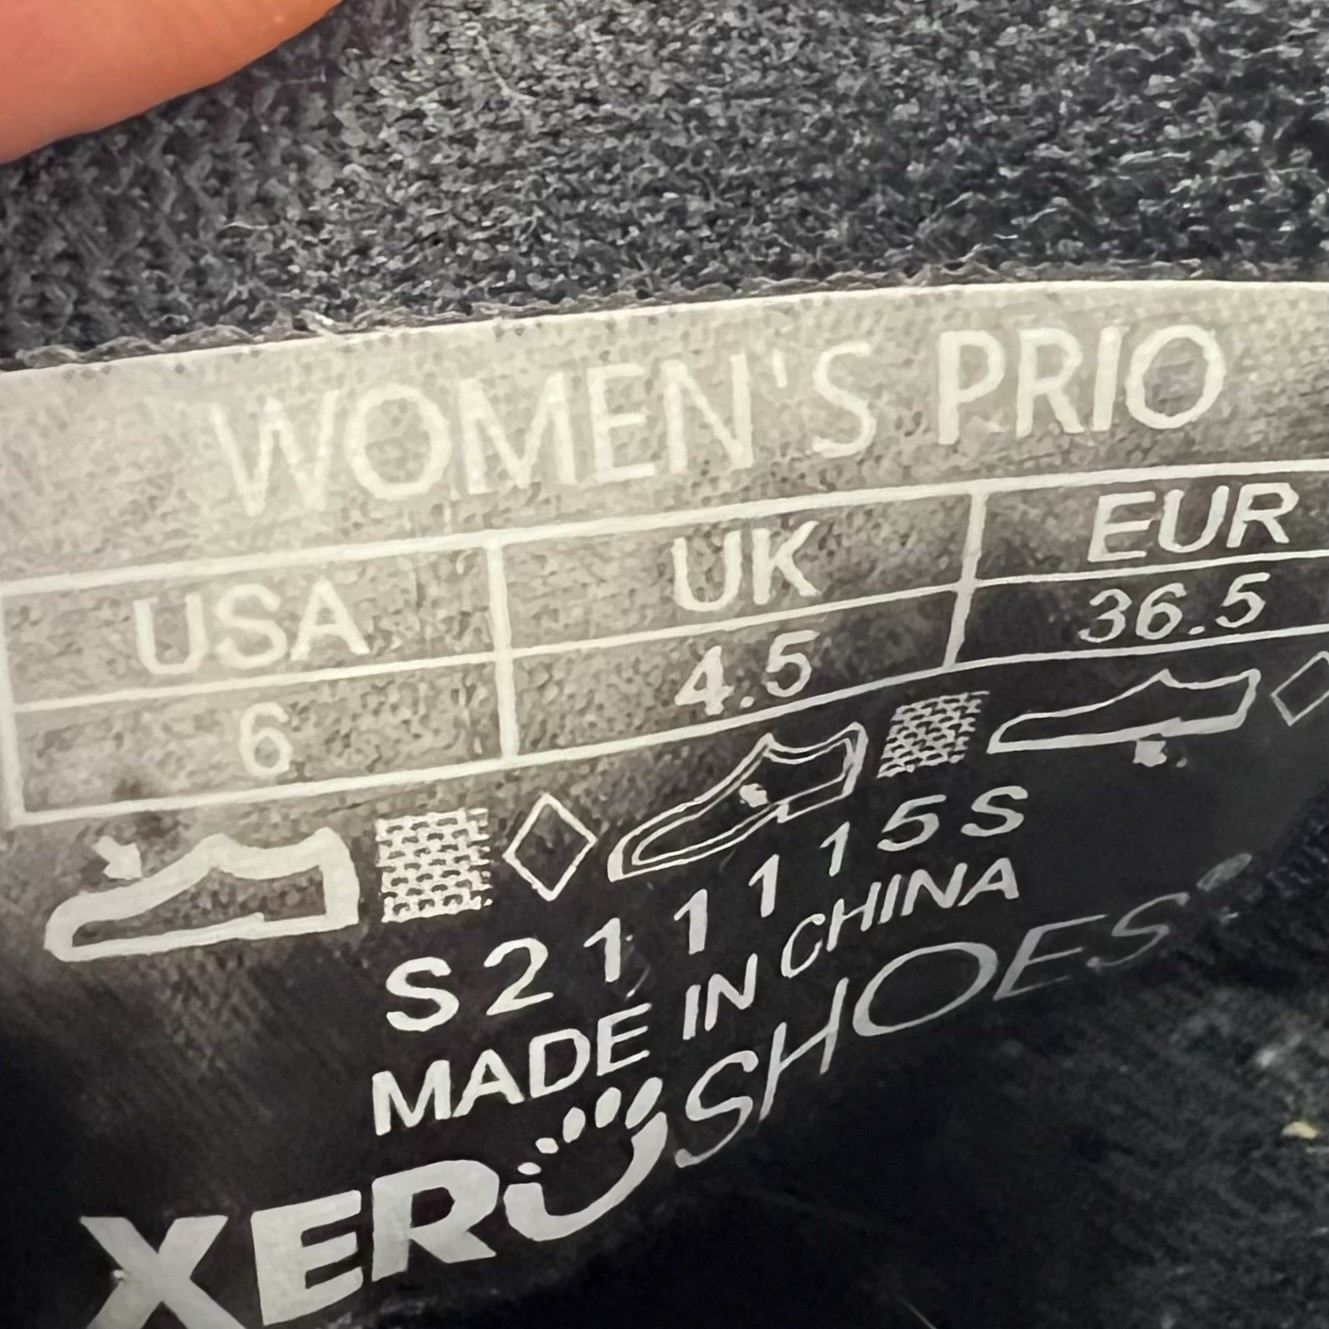 WOMEN'S PRIO
USA UK EUR
6 4.5 36.5
S211115S
MADE IN CHINA
XERO SHOES